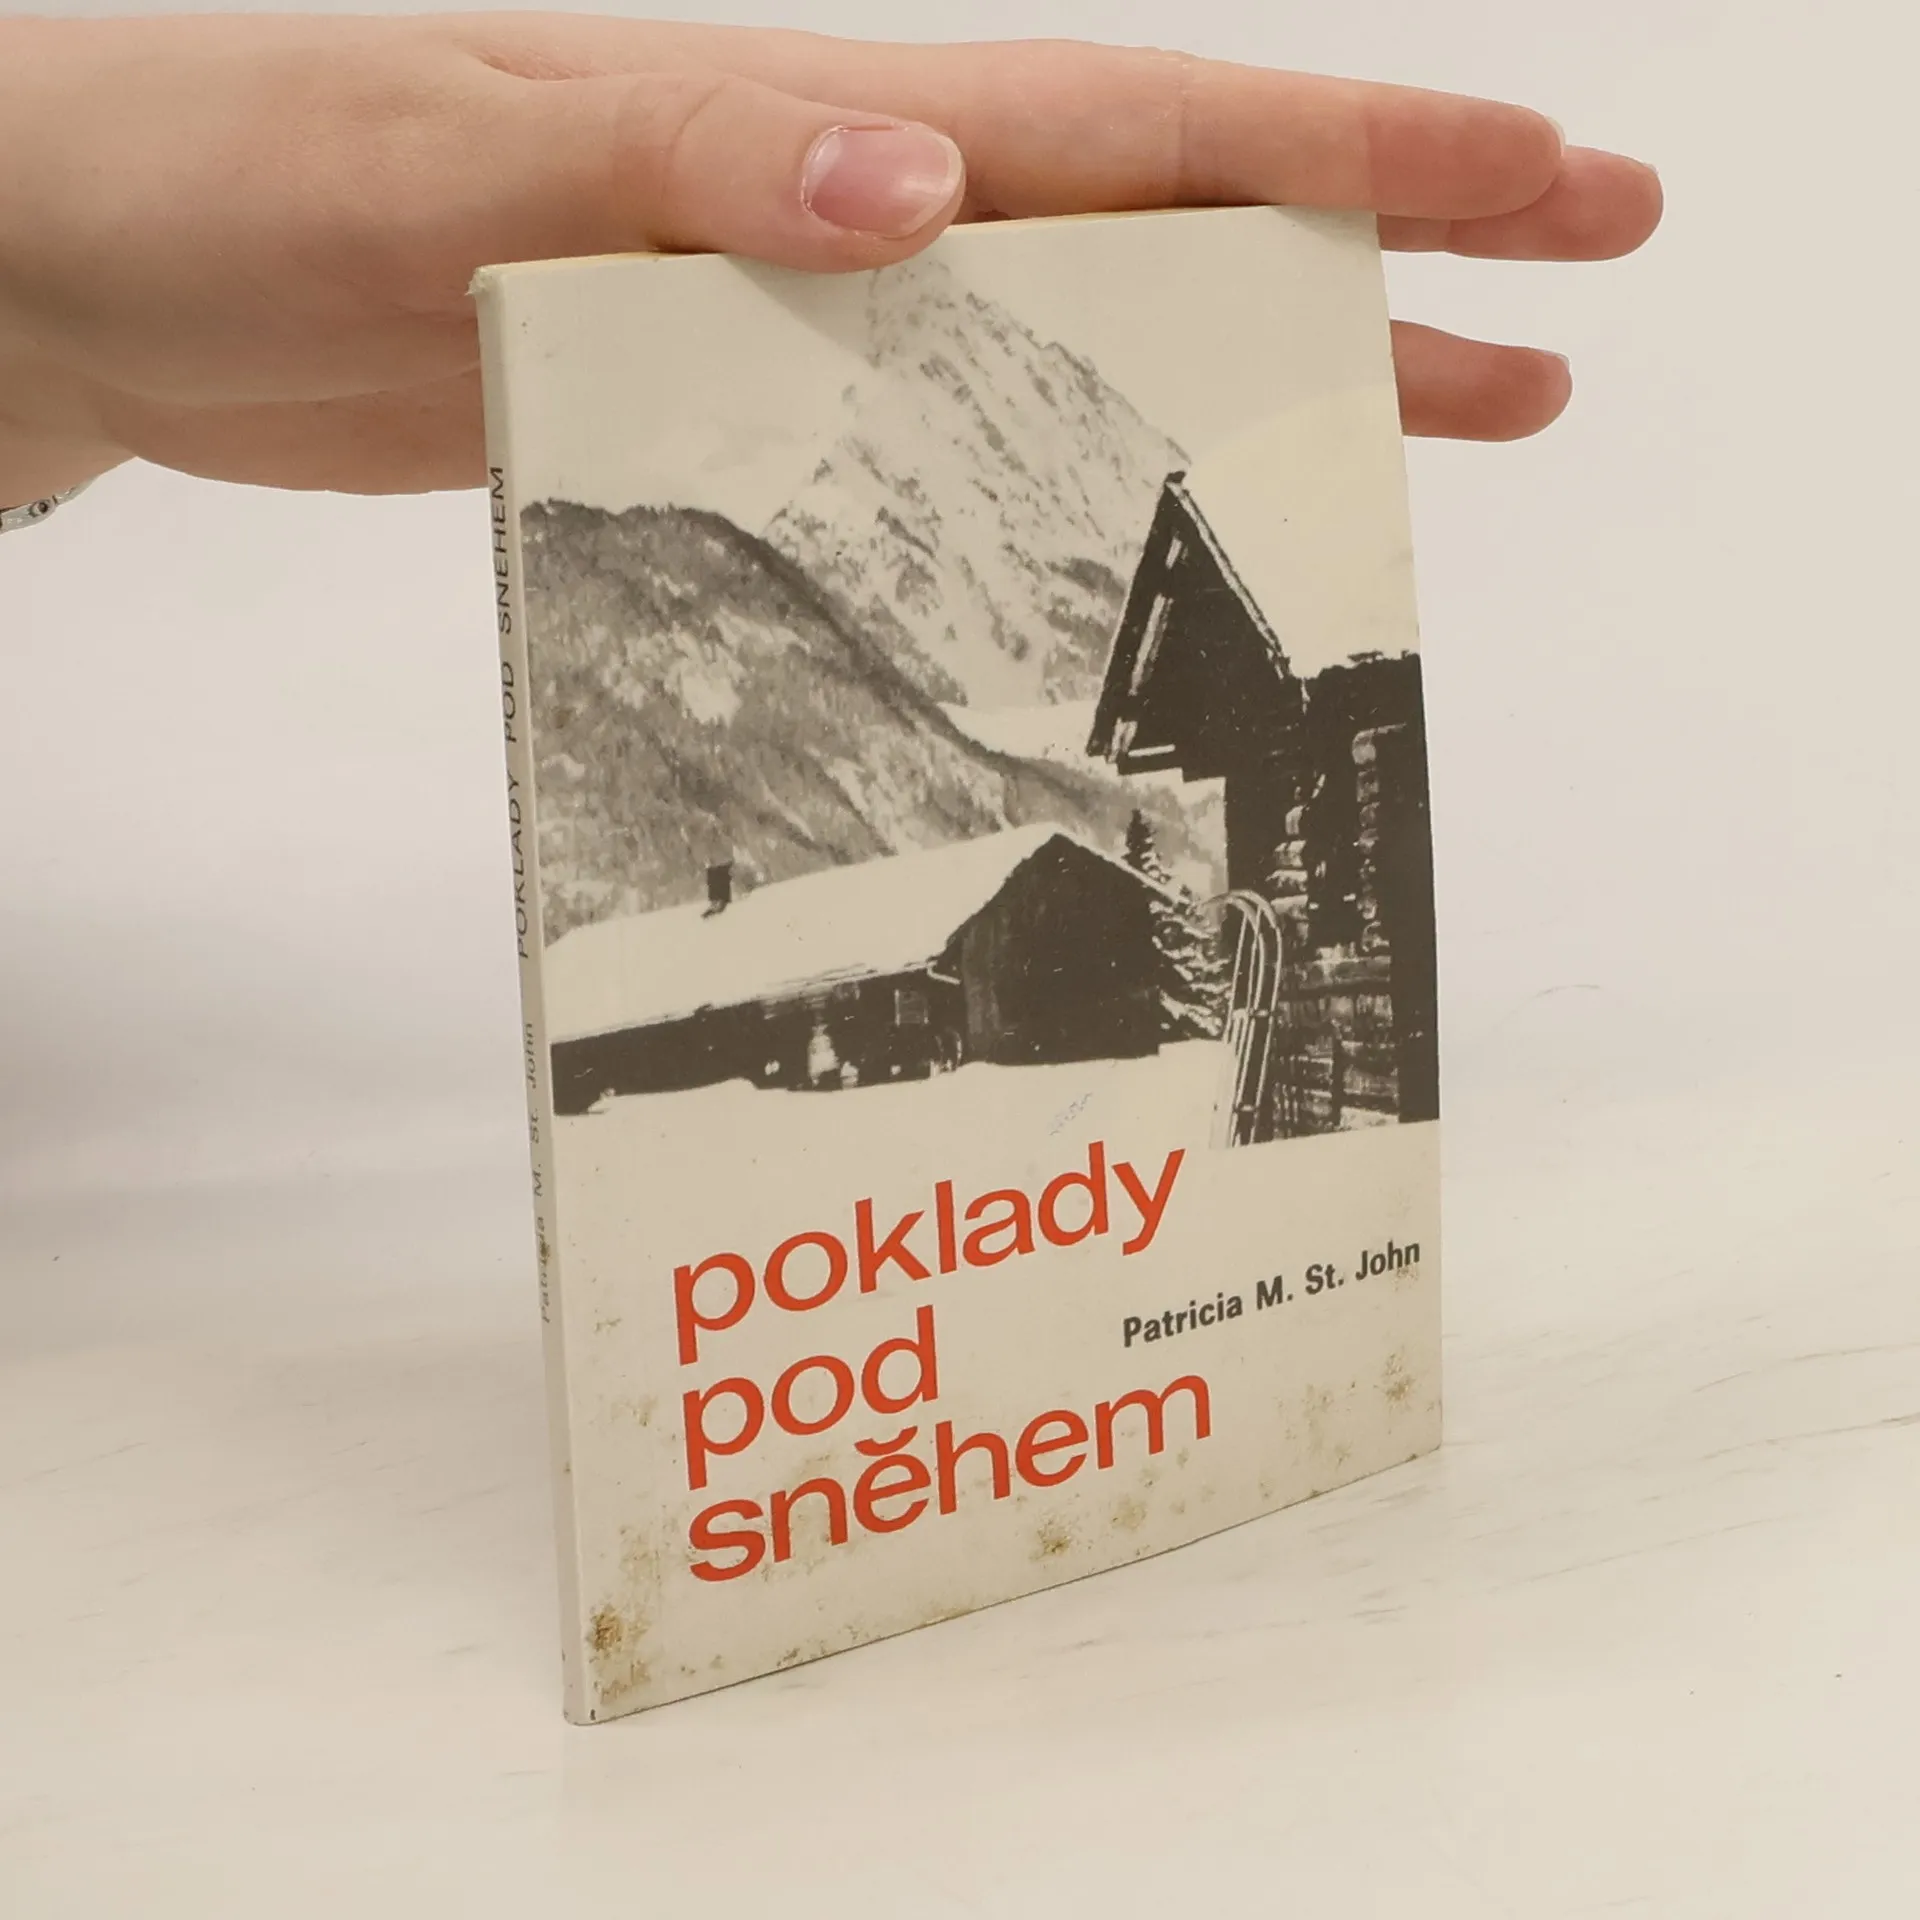 Patricia M. St. John POKLADY POD SNĚHEM
poklady
pod
sněhem
Patricia M. St. John